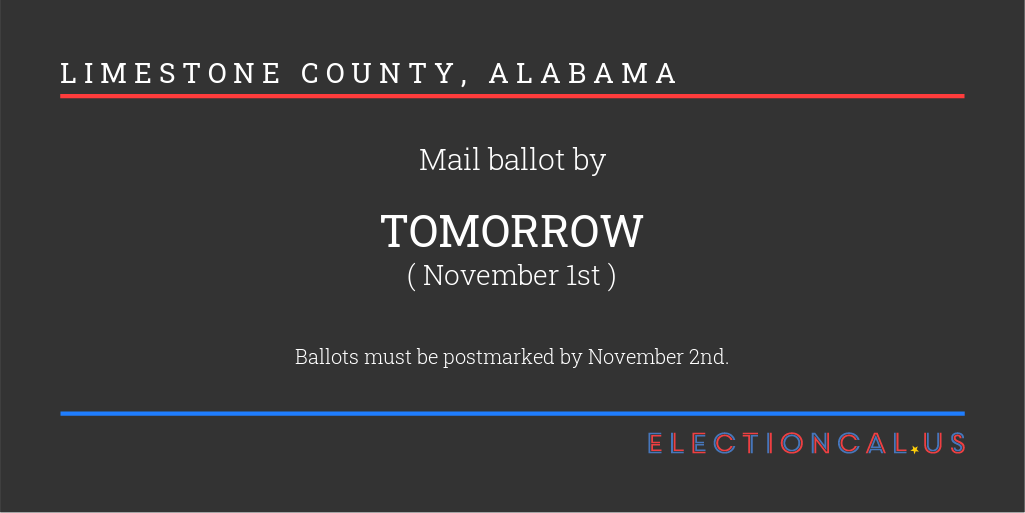 LIMESTONE COUNTY, ALABAMA
Mail ballot by
TOMORROW
( November 1st )
Ballots must be postmarked by November 2nd.
ELECTIONCAL.US